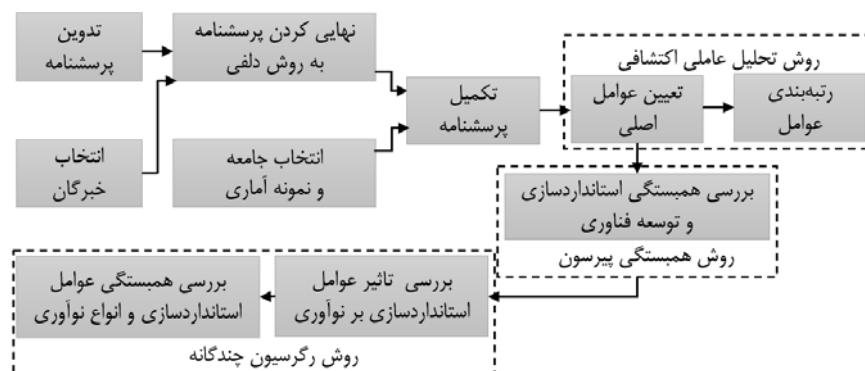 تدوین
پرسشنامه
نهایی کردن پرسشنامه
به روش دلفی
انتخاب
خبرگان
انتخاب جامعه
و نمونه آماری
تکمیل
پرسشنامه
روش تحلیل عاملی اکتشافی
تعیین عوامل
اصلی
رتبه‌بندی
عوامل
بررسی همبستگی استانداردسازی
و توسعه فناوری
روش همبستگی پیرسون
بررسی تاثیر عوامل
استانداردسازی بر نوآوری
بررسی همبستگی عوامل
استانداردسازی و انواع نوآوری
روش رگرسیون چندگانه